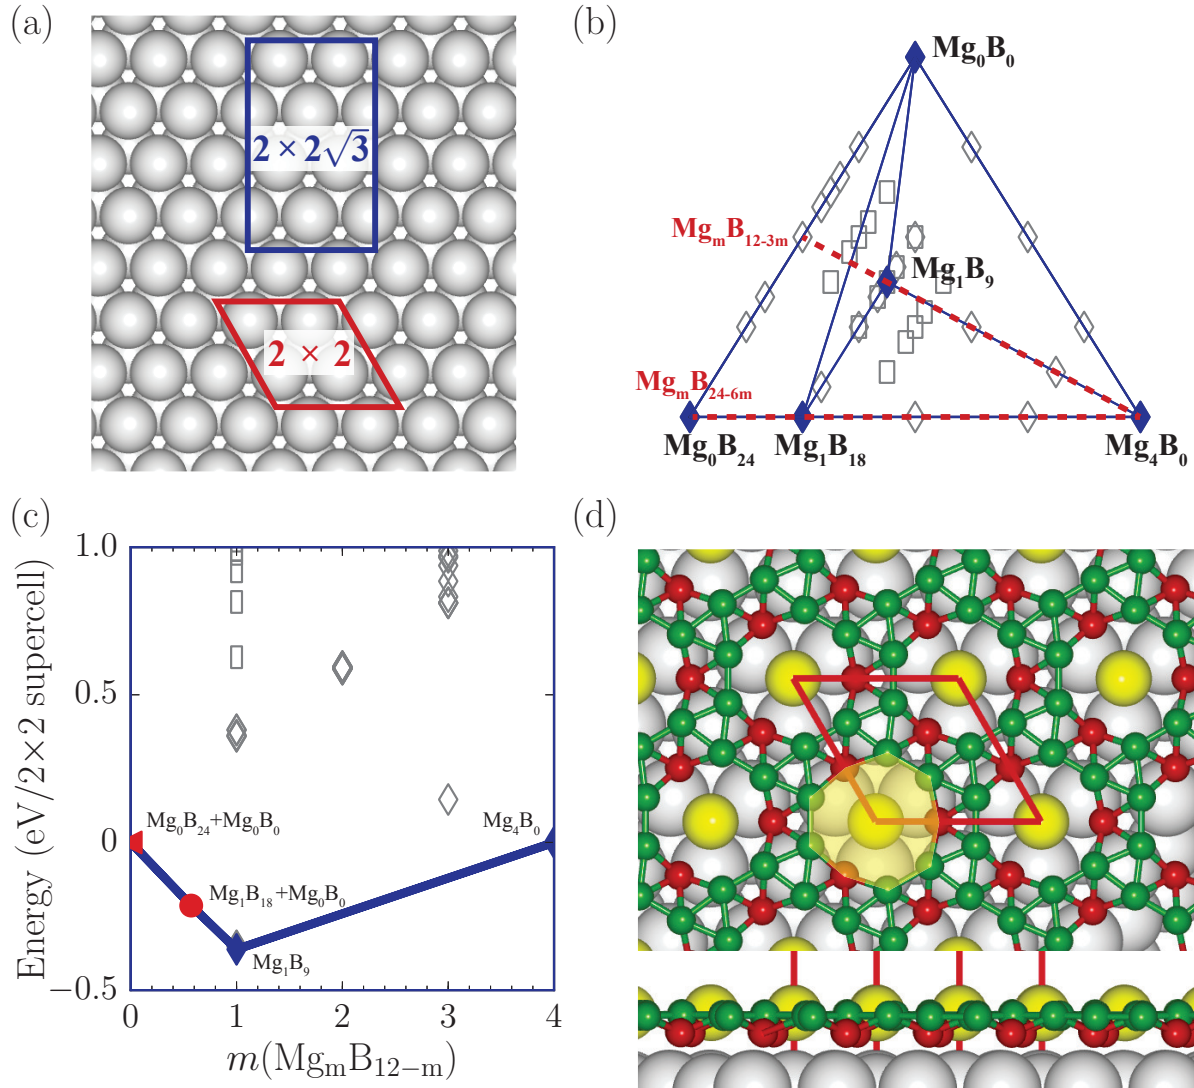 (a)
2 × 2√3
2 × 2
(b)
Mg₀B₀
MgₘB₁₂₋₃ₘ
Mg₁B₉
MgₘB₂₄₋₆ₘ
Mg₀B₂₄
Mg₁B₁₈
Mg₄B₀
(c)
Energy (eV/2×2 supercell)
1.0
0.5
0
−0.5
Mg₀B₂₄+Mg₀B₀
Mg₄B₀
Mg₁B₁₈+Mg₀B₀
Mg₁B₉
0 1 2 3 4
m(MgₘB₁₂₋ₘ)
(d)